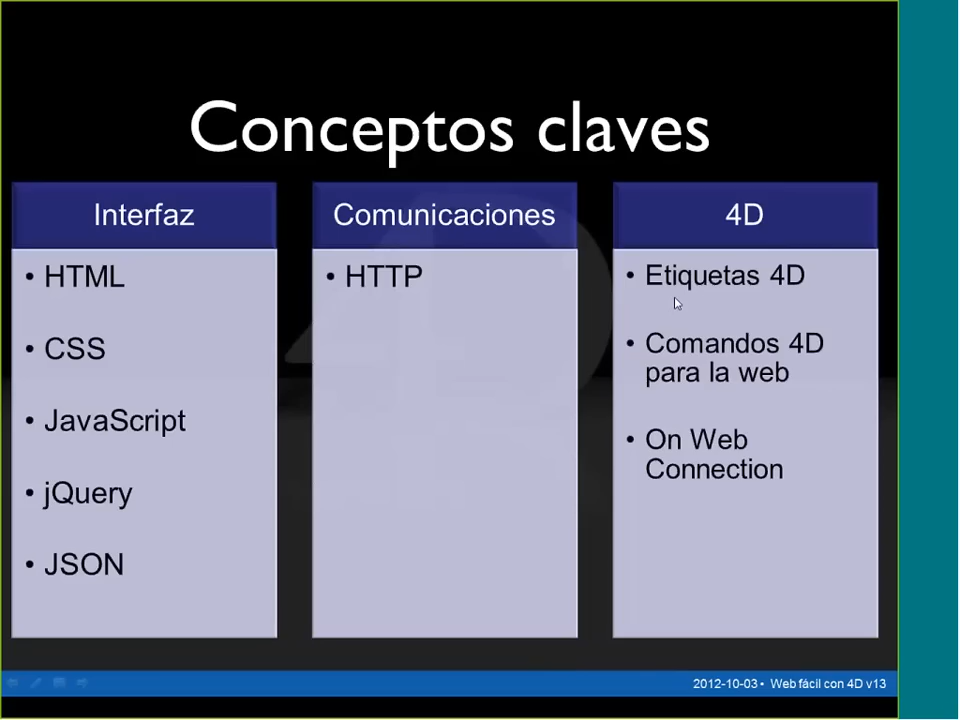 Conceptos claves
Interfaz
• HTML
• CSS
• JavaScript
• jQuery
• JSON
Comunicaciones
• HTTP
4D
• Etiquetas 4D
• Comandos 4D
para la web
• On Web
Connection
2012-10-03 • Web fácil con 4D v13